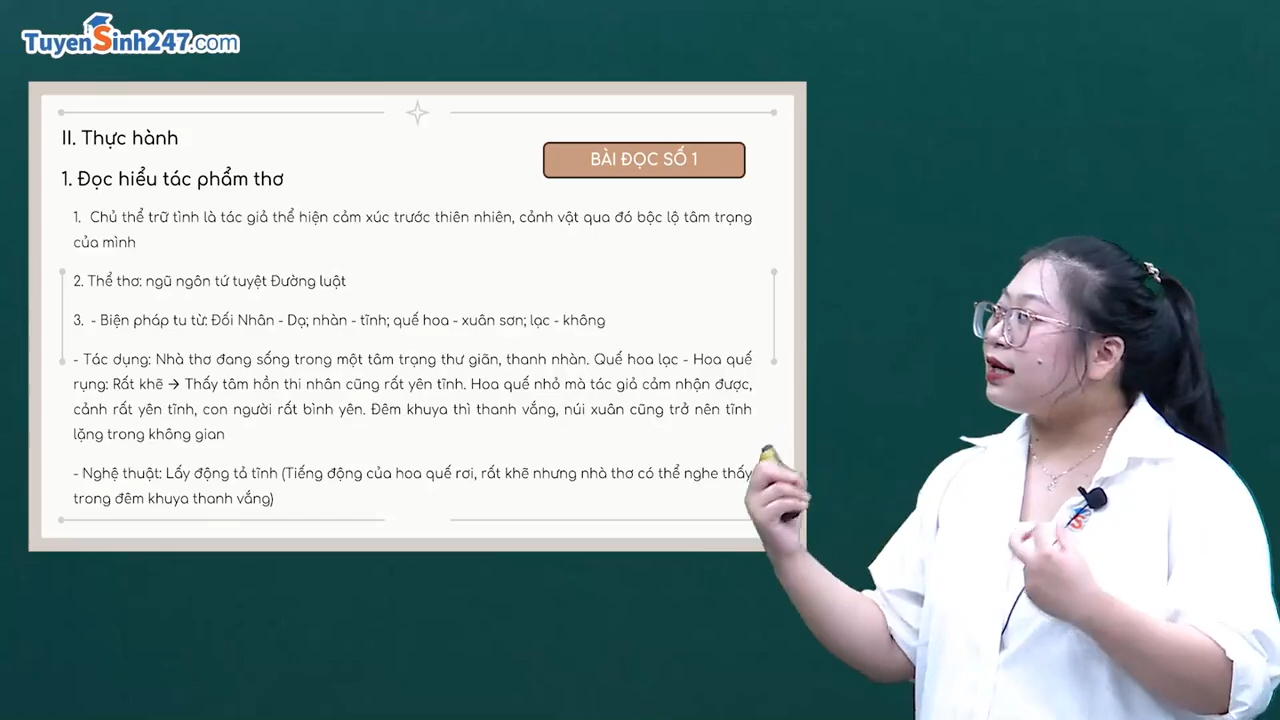 TuyenSinh247.com
II. Thực hành
BÀI ĐỌC SỐ 1
1. Đọc hiểu tác phẩm thơ
1. Chủ thể trữ tình là tác giả thể hiện cảm xúc trước thiên nhiên, cảnh vật qua đó bộc lộ tâm trạng
của mình
2. Thể thơ: ngũ ngôn tứ tuyệt Đường luật
3. - Biện pháp tu từ: Đối Nhân - Dạ; nhàn - tĩnh; quế hoa - xuân sơn; lạc - không
- Tác dụng: Nhà thơ đang sống trong một tâm trạng thư giãn, thanh nhàn. Quế hoa lạc - Hoa quế
rụng: Rất khẽ → Thấy tâm hồn thi nhân cũng rất yên tĩnh. Hoa quế nhỏ mà tác giả cảm nhận được,
cảnh rất yên tĩnh, con người rất bình yên. Đêm khuya thì thanh vắng, núi xuân cũng trở nên tĩnh
lặng trong không gian
- Nghệ thuật: Lấy động tả tĩnh (Tiếng động của hoa quế rơi, rất khẽ nhưng nhà thơ có thể nghe thấy
trong đêm khuya thanh vắng)